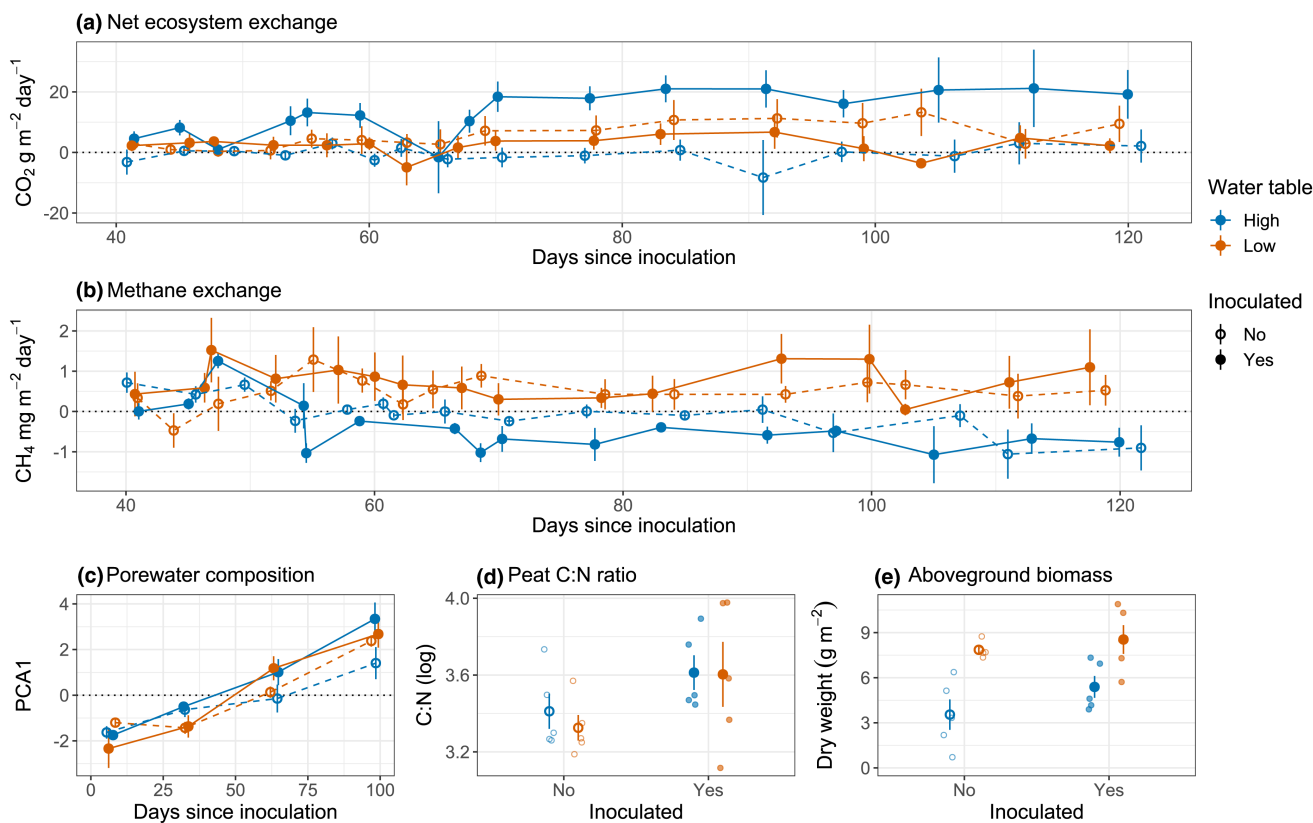 (a) Net ecosystem exchange
CO₂ g m⁻² day⁻¹
20
0
-20
40 60 80 100 120
Days since inoculation
Water table
High
Low
Inoculated
No
Yes
(b) Methane exchange
CH₄ mg m⁻² day⁻¹
2
1
0
-1
40 60 80 100 120
Days since inoculation
(c) Porewater composition
PCA1
4
2
0
-2
0 25 50 75 100
Days since inoculation
(d) Peat C:N ratio
C:N (log)
4.0
3.6
3.2
No Yes
Inoculated
(e) Aboveground biomass
Dry weight (g m⁻²)
9
6
3
0
No Yes
Inoculated